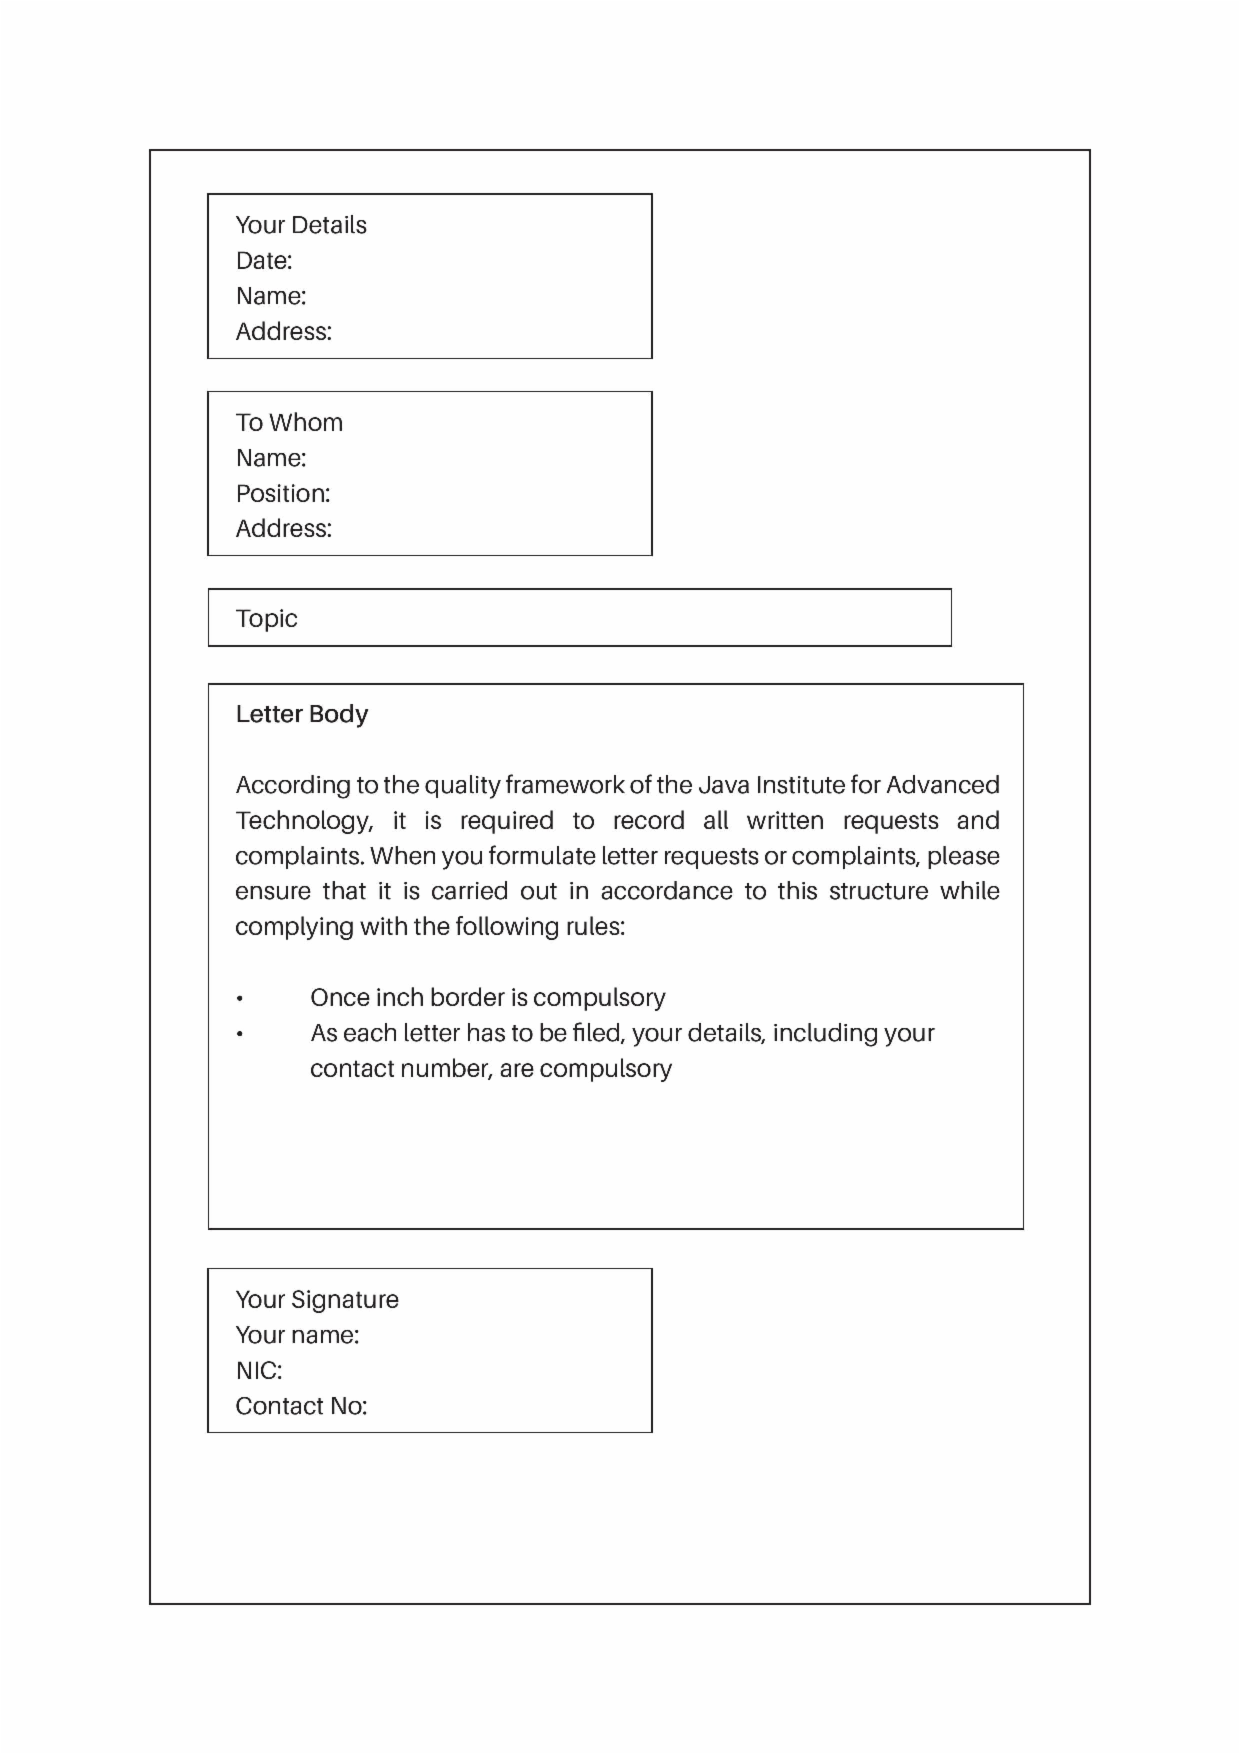 Your Details
Date:
Name:
Address:
To Whom
Name:
Position:
Address:
Topic
Letter Body
According to the quality framework of the Java Institute for Advanced
Technology, it is required to record all written requests and
complaints. When you formulate letter requests or complaints, please
ensure that it is carried out in accordance to this structure while
complying with the following rules:
• Once inch border is compulsory
• As each letter has to be filed, your details, including your
contact number, are compulsory
Your Signature
Your name:
NIC:
Contact No: